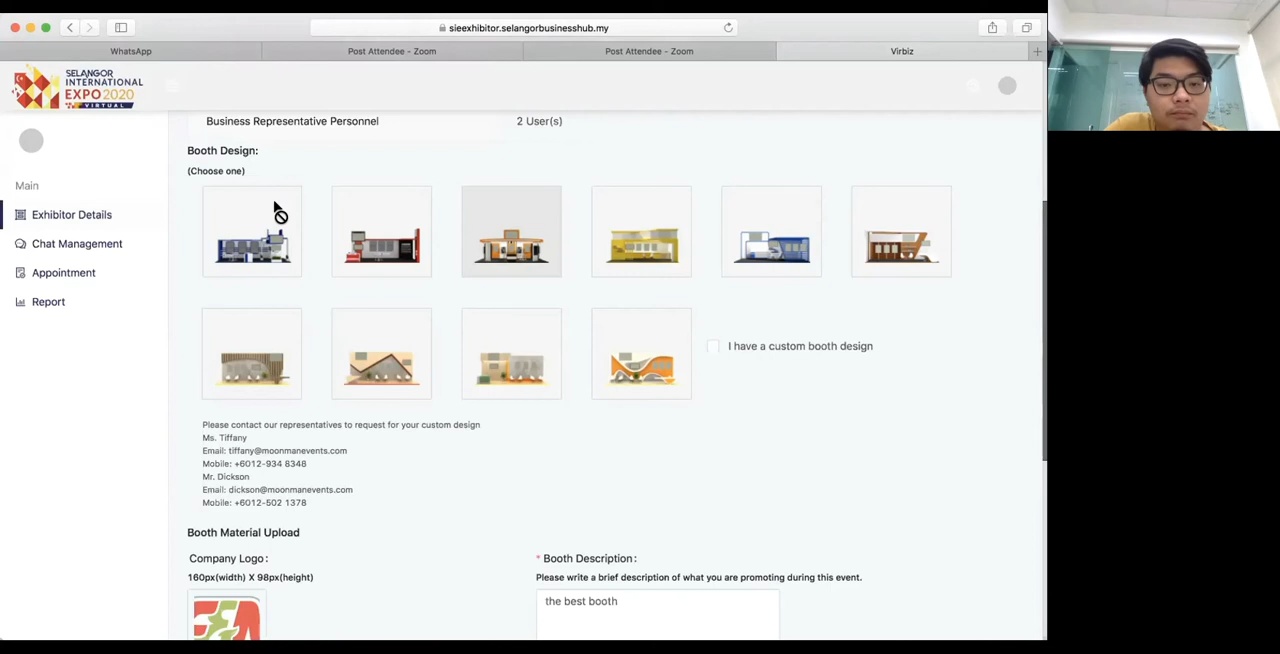 sieexhibitor.selangorbusinesshub.my
WhatsApp
Post Attendee - Zoom
Post Attendee - Zoom
Virbiz
SELANGOR
INTERNATIONAL
EXPO2020
VIRTUAL
Business Representative Personnel
2 User(s)
Main
Exhibitor Details
Chat Management
Appointment
Report
Booth Design:
(Choose one)
I have a custom booth design
Please contact our representatives to request for your custom design
Ms. Tiffany
Email: tiffany@moonmanevents.com
Mobile: +6012-934 8348
Mr. Dickson
Email: dickson@moonmanevents.com
Mobile: +6012-502 1378
Booth Material Upload
Company Logo:
160px(width) X 98px(height)
* Booth Description:
Please write a brief description of what you are promoting during this event.
the best booth